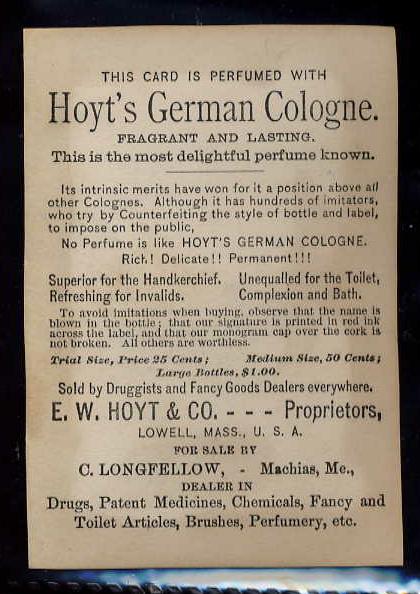 THIS CARD IS PERFUMED WITH
Hoyt's German Cologne.
FRAGRANT AND LASTING.
This is the most delightful perfume known.
Its intrinsic merits have won for it a position above all
other Colognes. Although it has hundreds of imitators,
who try by Counterfeiting the style of bottle and label,
to impose on the public,
No Perfume is like HOYT'S GERMAN COLOGNE.
Rich! Delicate!! Permanent!!!
Superior for the Handkerchief. Unequalled for the Toilet,
Refreshing for Invalids. Complexion and Bath.
To avoid imitations when buying, observe that the name is
blown in the bottle; that our signature is printed in red ink
across the label, and that our monogram cap over the cork is
not broken. All others are worthless.
Trial Size, Price 25 Cents; Medium Size, 50 Cents;
Large Bottles, $1.00.
Sold by Druggists and Fancy Goods Dealers everywhere.
E. W. HOYT & CO. - - - Proprietors,
LOWELL, MASS., U. S. A.
FOR SALE BY
C. LONGFELLOW, - Machias, Me.,
DEALER IN
Drugs, Patent Medicines, Chemicals, Fancy and
Toilet Articles, Brushes, Perfumery, etc.